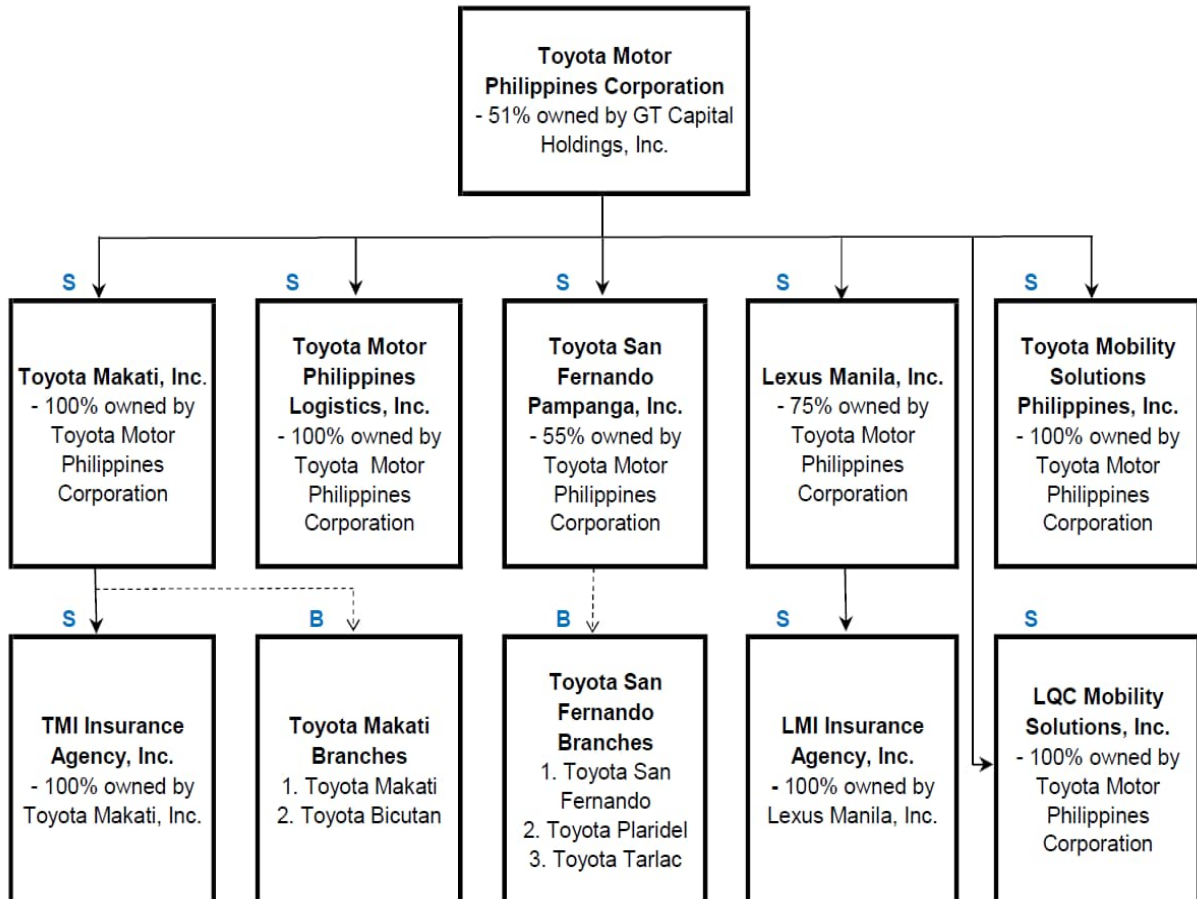 Toyota Motor
Philippines Corporation
- 51% owned by GT Capital
Holdings, Inc.
S
Toyota Makati, Inc.
- 100% owned by
Toyota Motor
Philippines
Corporation
S
Toyota Motor
Philippines
Logistics, Inc.
- 100% owned by
Toyota Motor
Philippines
Corporation
S
Toyota San
Fernando
Pampanga, Inc.
- 55% owned by
Toyota Motor
Philippines
Corporation
S
Lexus Manila, Inc.
- 75% owned by
Toyota Motor
Philippines
Corporation
S
Toyota Mobility
Solutions
Philippines, Inc.
- 100% owned by
Toyota Motor
Philippines
Corporation
S
TMI Insurance
Agency, Inc.
- 100% owned by
Toyota Makati, Inc.
B
Toyota Makati
Branches
1. Toyota Makati
2. Toyota Bicutan
B
Toyota San
Fernando
Branches
1. Toyota San
Fernando
2. Toyota Plaridel
3. Toyota Tarlac
S
LMI Insurance
Agency, Inc.
- 100% owned by
Lexus Manila, Inc.
S
LQC Mobility
Solutions, Inc.
- 100% owned by
Toyota Motor
Philippines
Corporation